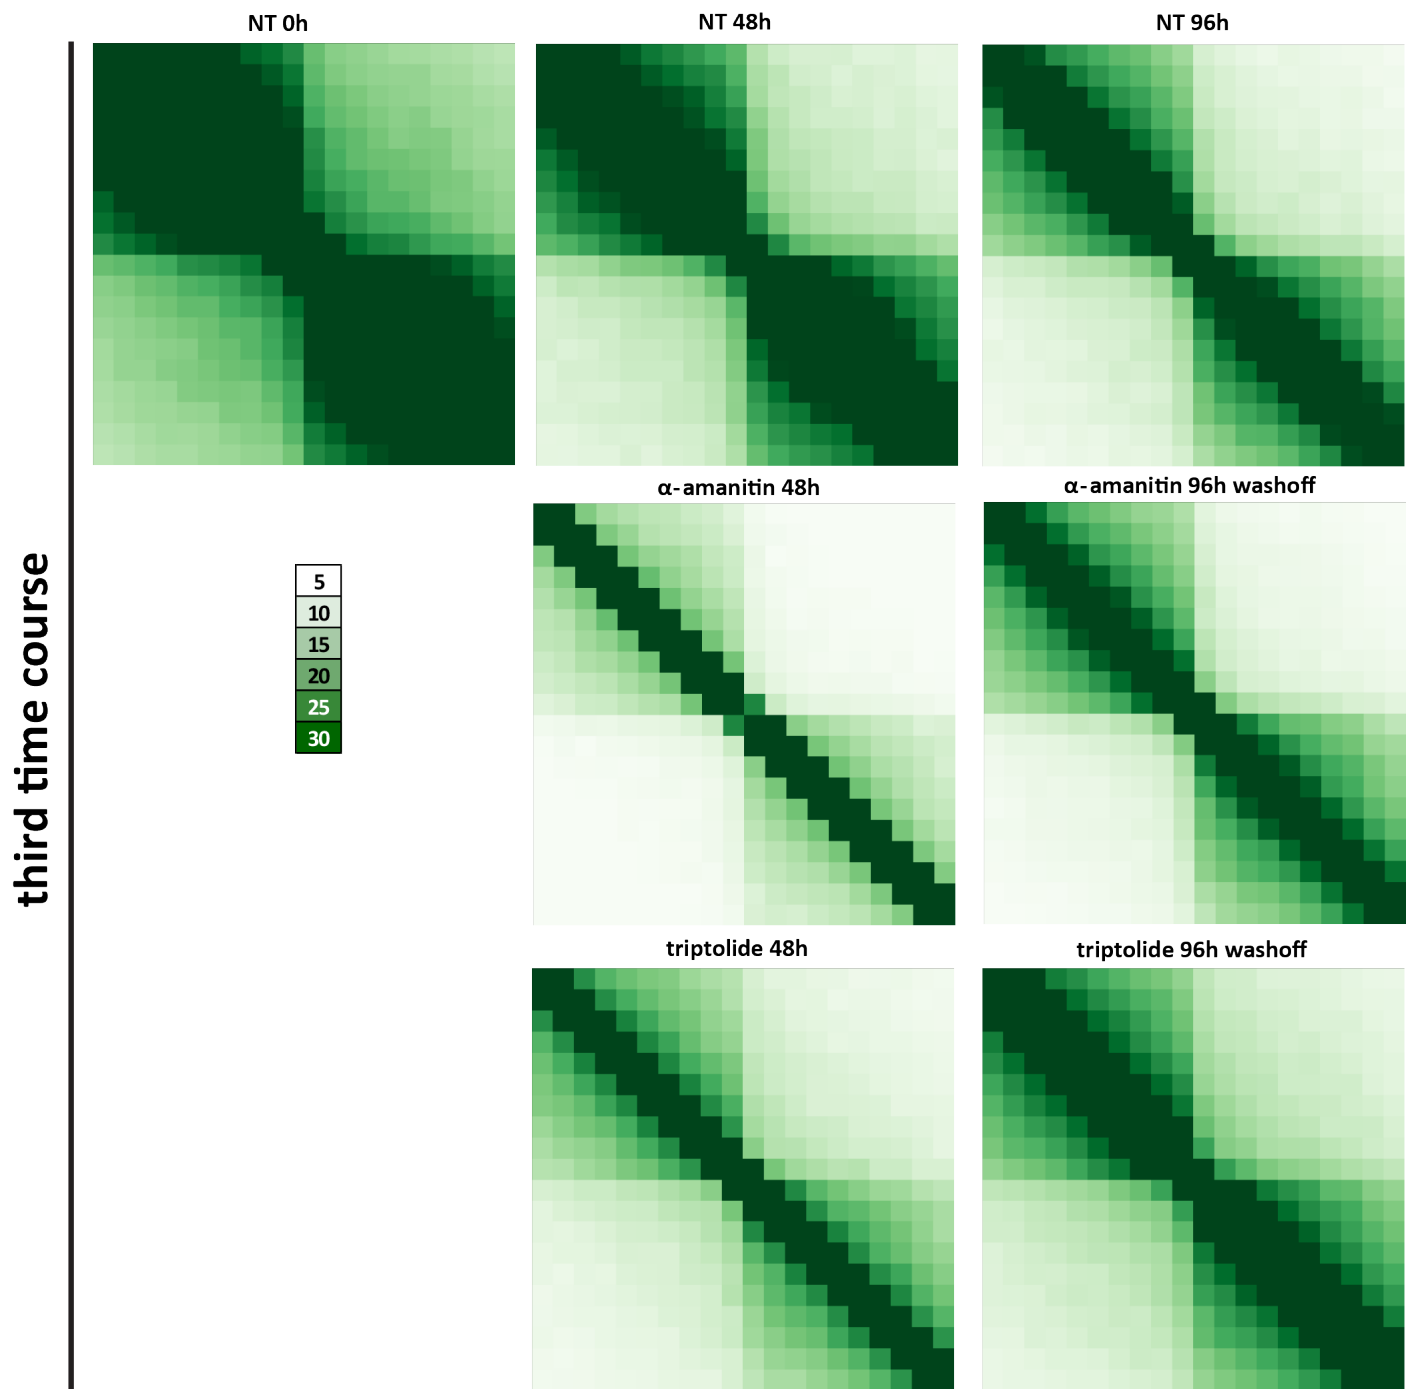 NT 0h
NT 48h
NT 96h
α-amanitin 48h
α-amanitin 96h washoff
third time course
5
10
15
20
25
30
triptolide 48h
triptolide 96h washoff